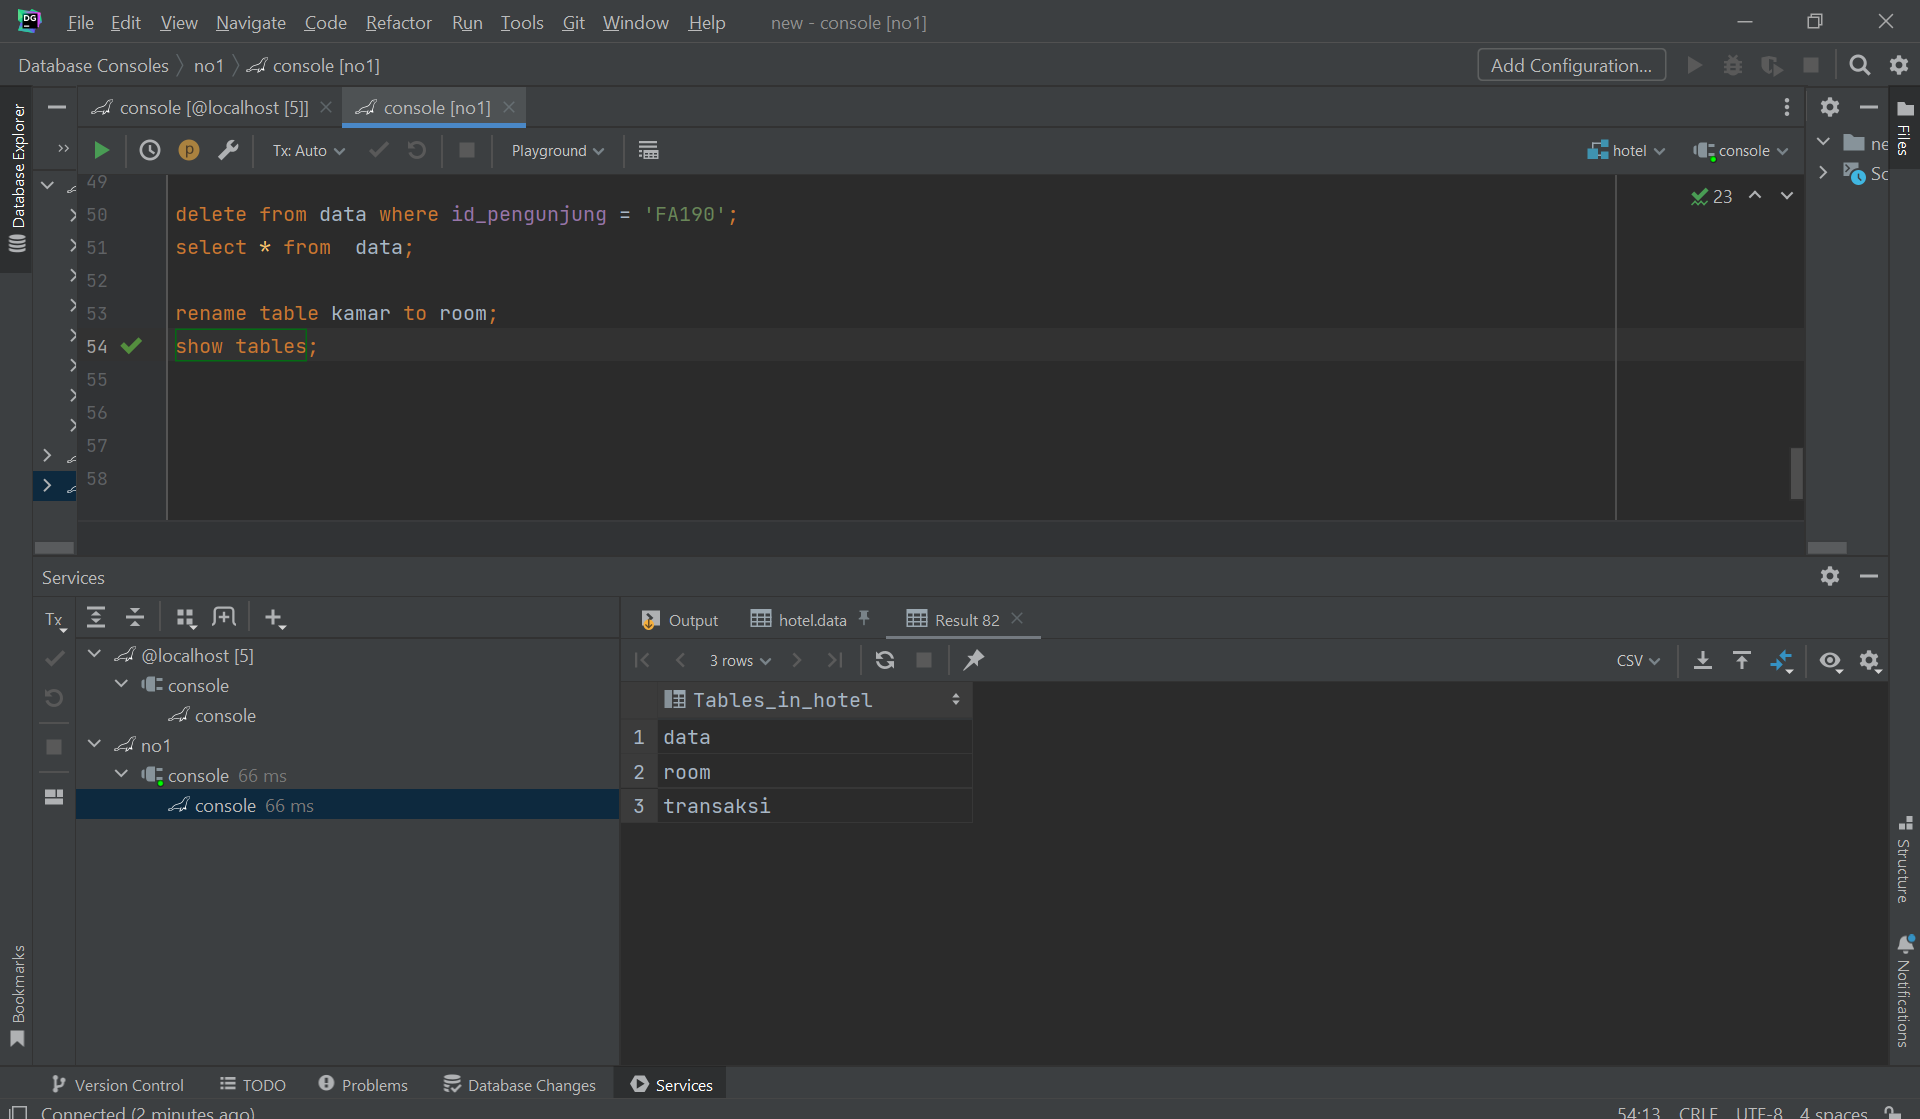 DG File Edit View Navigate Code Refactor Run Tools Git Window Help new - console [no1]
Database Consoles no1 console [no1] Add Configuration...
console [@localhost [5]] console [no1]
Tx: Auto Playground hotel console
Database Explorer
Files
ne
Sc
23
49
50 delete from data where id_pengunjung = 'FA190';
51 select * from  data;
52
53 rename table kamar to room;
54 show tables;
55
56
57
58
Services
Tx
@localhost [5]
console
console
no1
console 66 ms
console 66 ms
Output hotel.data Result 82
3 rows CSV
Tables_in_hotel
1 data
2 room
3 transaksi
Structure
Notifications
Bookmarks
Version Control TODO Problems Database Changes Services
Connected (2 minutes ago) 54:13 CRLF UTF-8 4 spaces